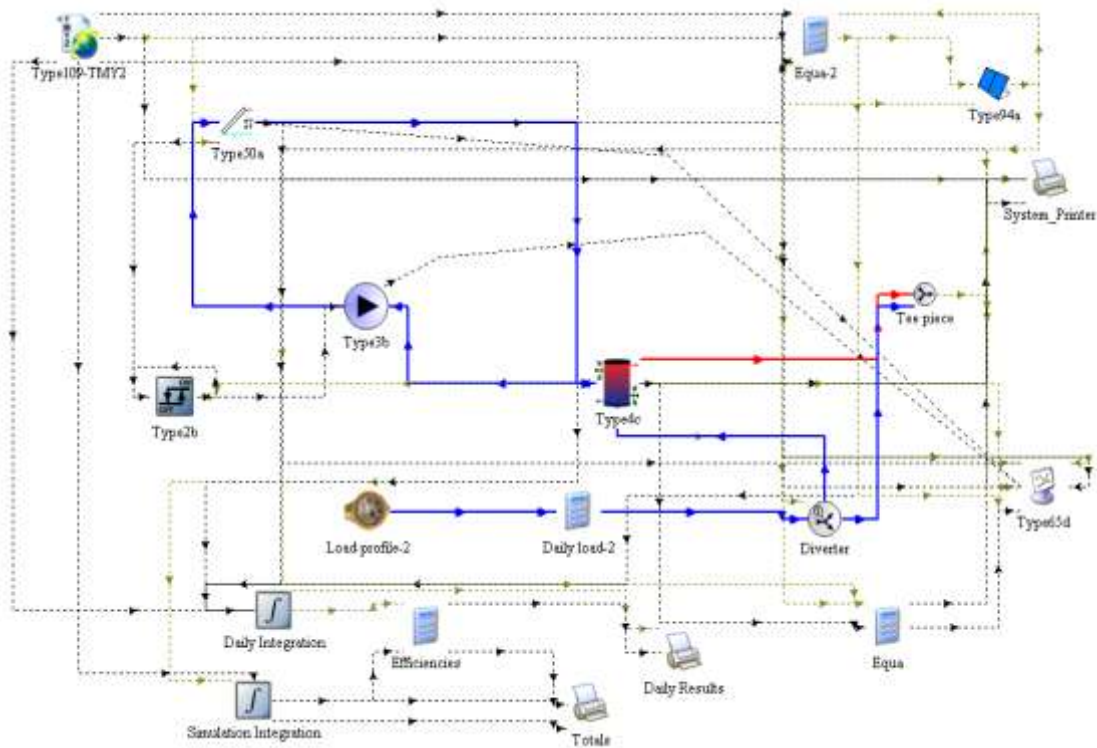 Type109-TMY2
Equa-2
Type94a
Type50a
System_Printer
Type3b
Tee piece
Type2b
Type4c
Type65d
Load profile-2
Daily load-2
Diverter
Daily Integration
Efficiencies
Equa
Daily Results
Simulation Integration
Totals